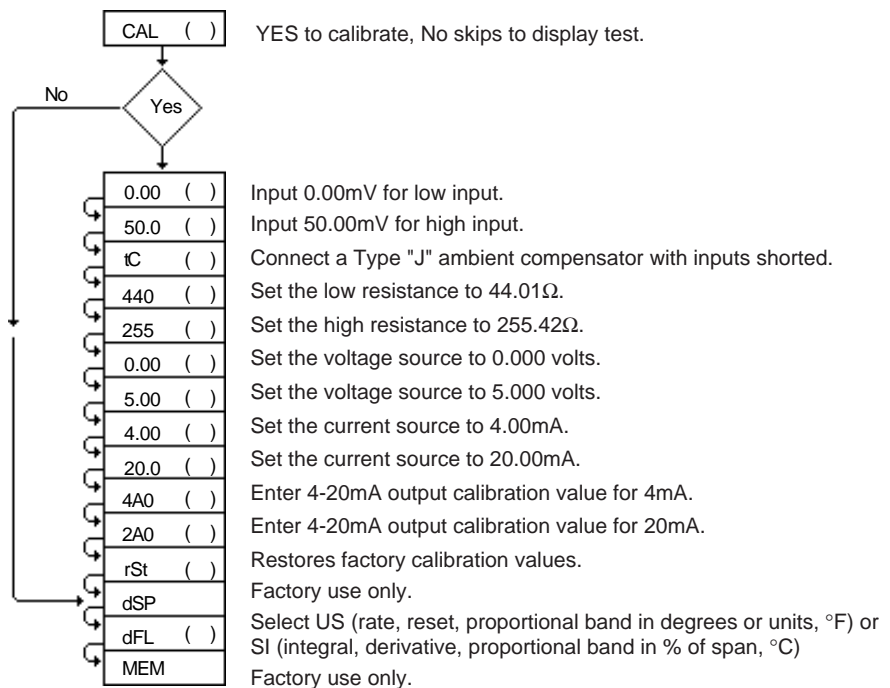 CAL ( ) YES to calibrate, No skips to display test.
No
Yes
0.00 ( ) Input 0.00mV for low input.
50.0 ( ) Input 50.00mV for high input.
tC ( ) Connect a Type "J" ambient compensator with inputs shorted.
440 ( ) Set the low resistance to 44.01Ω.
255 ( ) Set the high resistance to 255.42Ω.
0.00 ( ) Set the voltage source to 0.000 volts.
5.00 ( ) Set the voltage source to 5.000 volts.
4.00 ( ) Set the current source to 4.00mA.
20.0 ( ) Set the current source to 20.00mA.
4A0 ( ) Enter 4-20mA output calibration value for 4mA.
2A0 ( ) Enter 4-20mA output calibration value for 20mA.
rSt ( ) Restores factory calibration values.
dSP Factory use only.
dFL ( ) Select US (rate, reset, proportional band in degrees or units, °F) or
SI (integral, derivative, proportional band in % of span, °C)
MEM Factory use only.